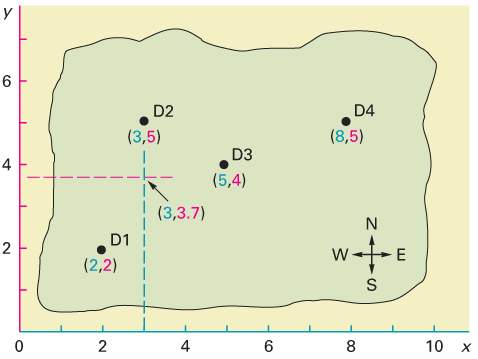 y
6
4
2
D2
(3,5)
D4
(8,5)
D3
(5,4)
(3,3.7)
D1
(2,2)
N
W E
S
0 2 4 6 8 10 x